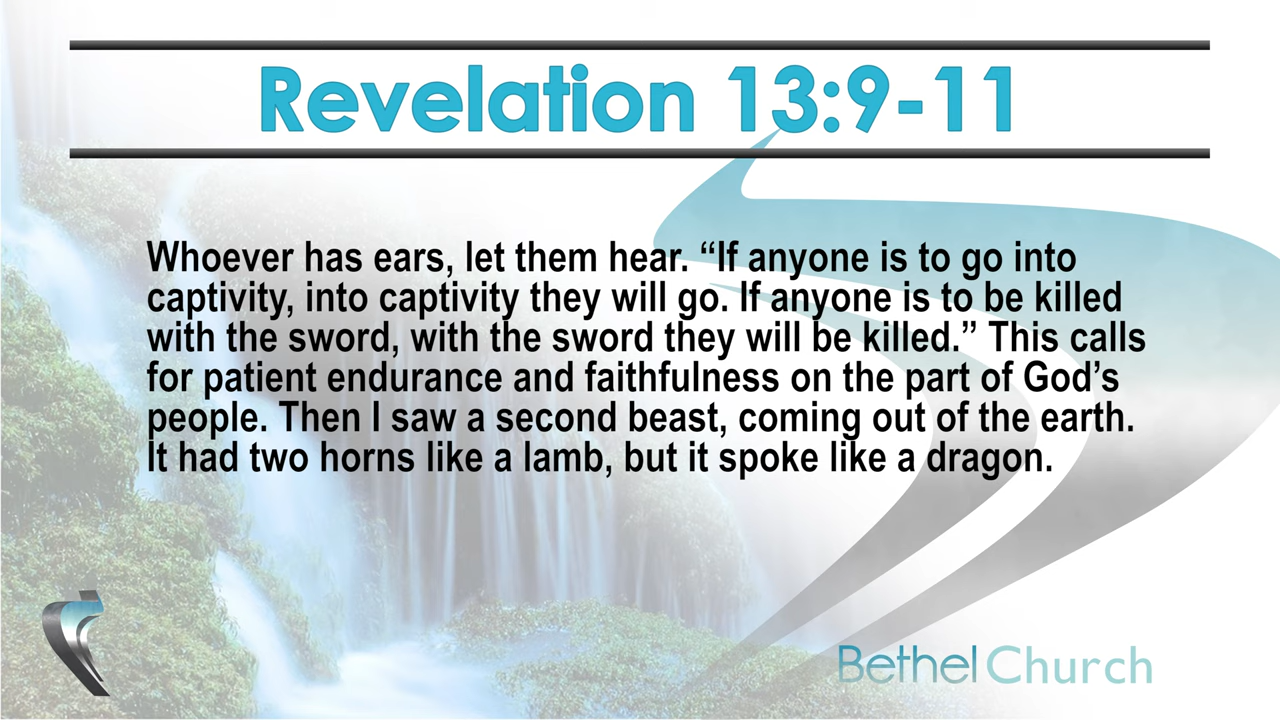 Revelation 13:9-11
Whoever has ears, let them hear. “If anyone is to go into
captivity, into captivity they will go. If anyone is to be killed
with the sword, with the sword they will be killed.” This calls
for patient endurance and faithfulness on the part of God’s
people. Then I saw a second beast, coming out of the earth.
It had two horns like a lamb, but it spoke like a dragon.
Bethel Church